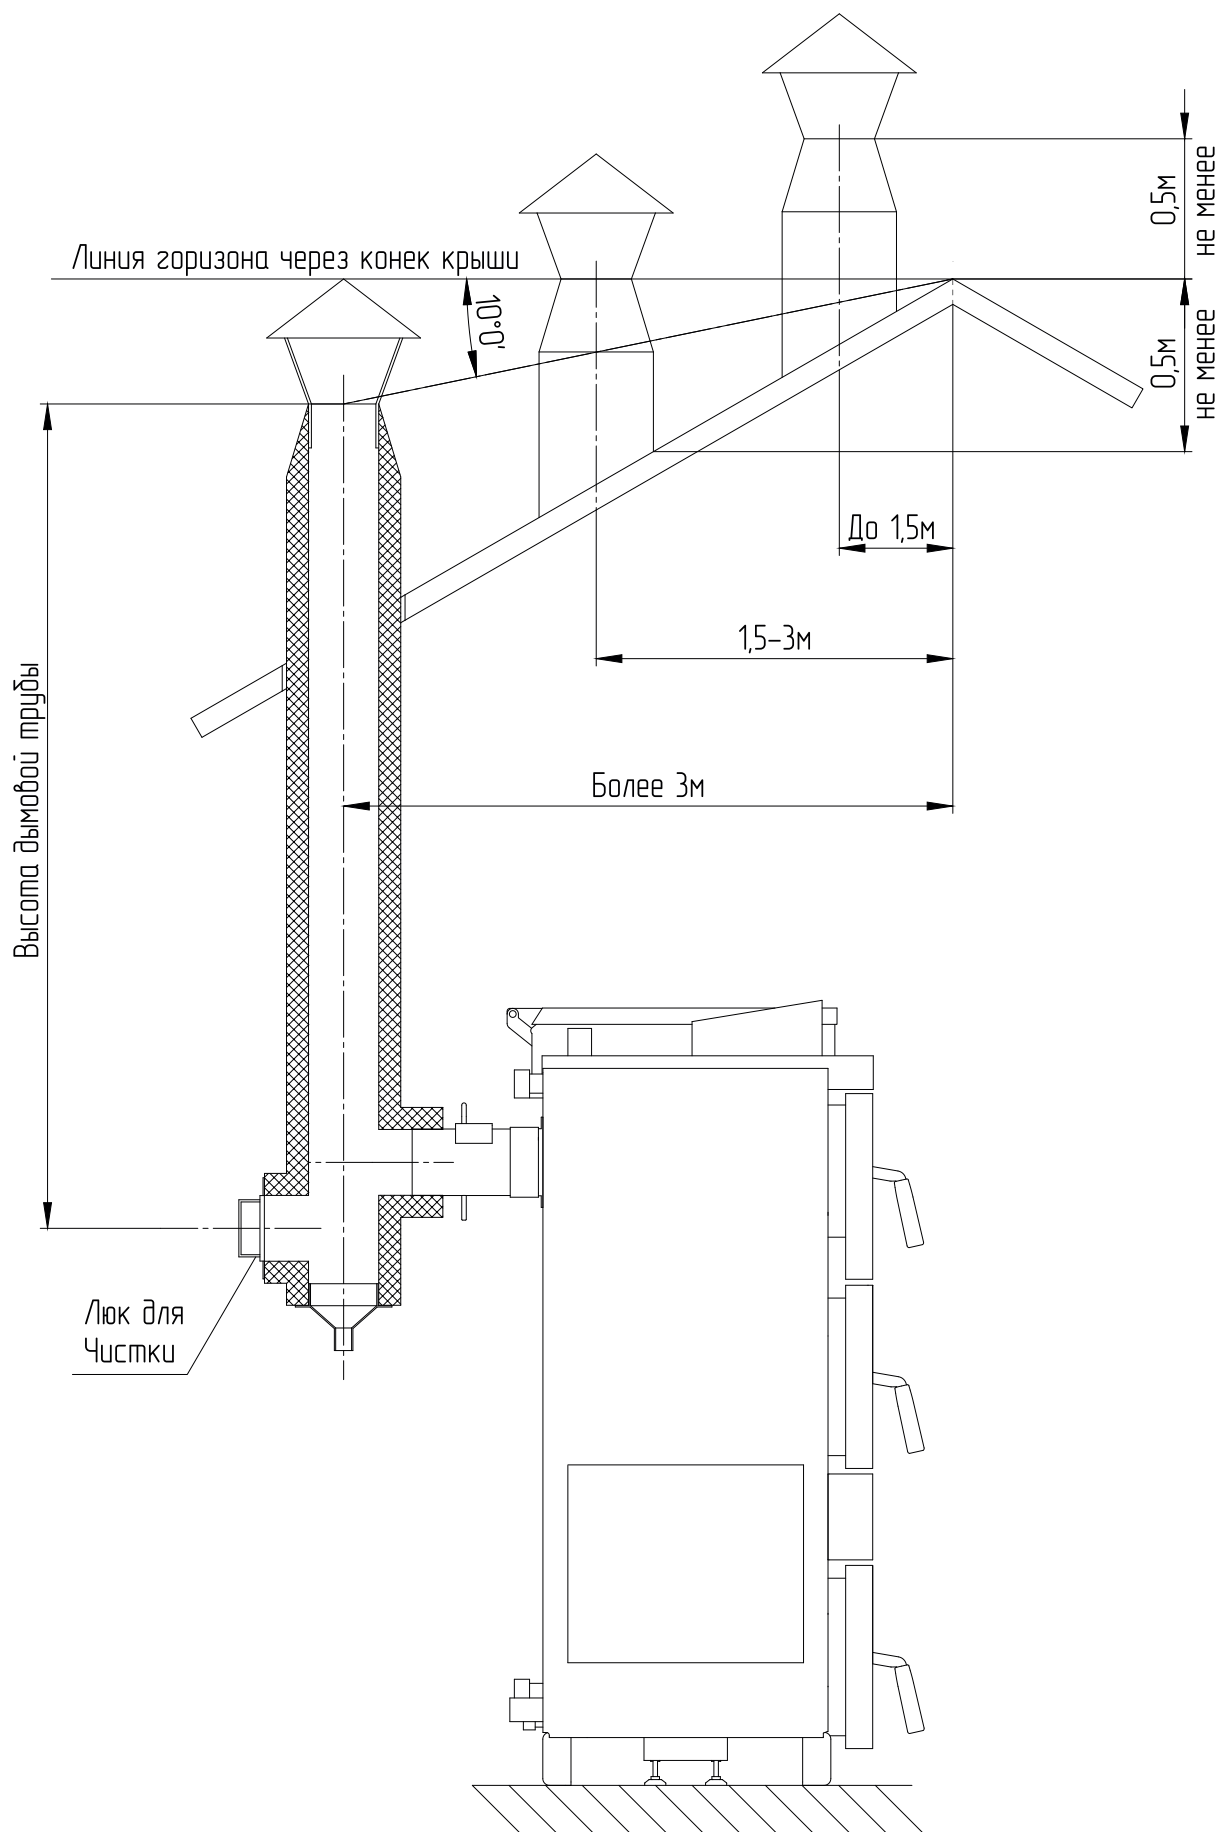 0,5м
не менее
Линия горизона через конек крыши
10°0'
0,5м
не менее
До 1,5м
1,5-3м
Более 3м
Высота дымовой трубы
Люк для
Чистки